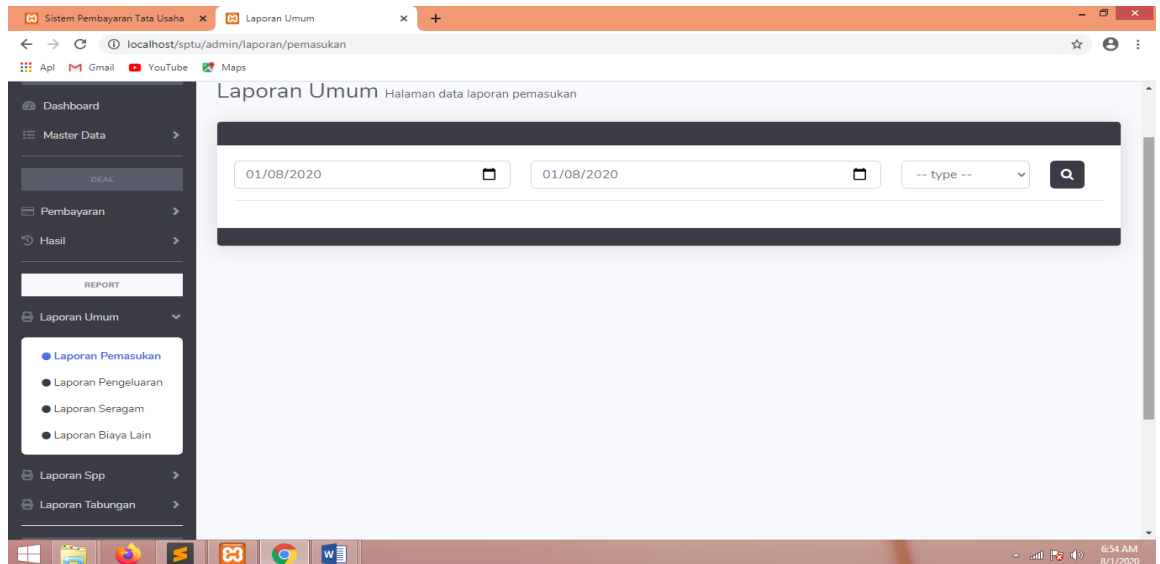 Sistem Pembayaran Tata Usaha
Laporan Umum
localhost/sptu/admin/laporan/pemasukan
Apl Gmail YouTube Maps
Dashboard
Master Data
DEAL
Pembayaran
Hasil
REPORT
Laporan Umum
Laporan Pemasukan
Laporan Pengeluaran
Laporan Seragam
Laporan Biaya Lain
Laporan Spp
Laporan Tabungan
Laporan Umum Halaman data laporan pemasukan
01/08/2020 01/08/2020 -- type --
6:54 AM
8/1/2020